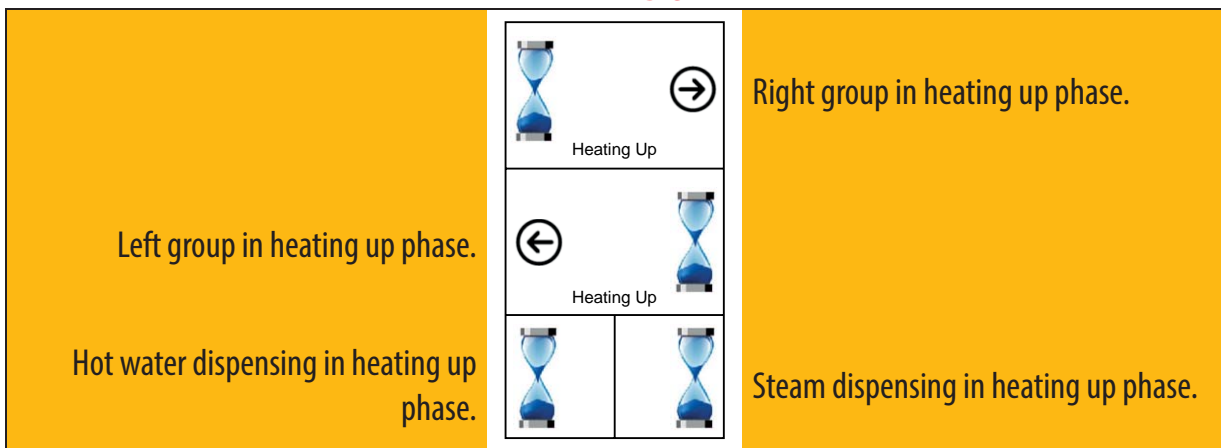 Right group in heating up phase.
Heating Up
Left group in heating up phase.
Heating Up
Hot water dispensing in heating up
phase.
Steam dispensing in heating up phase.